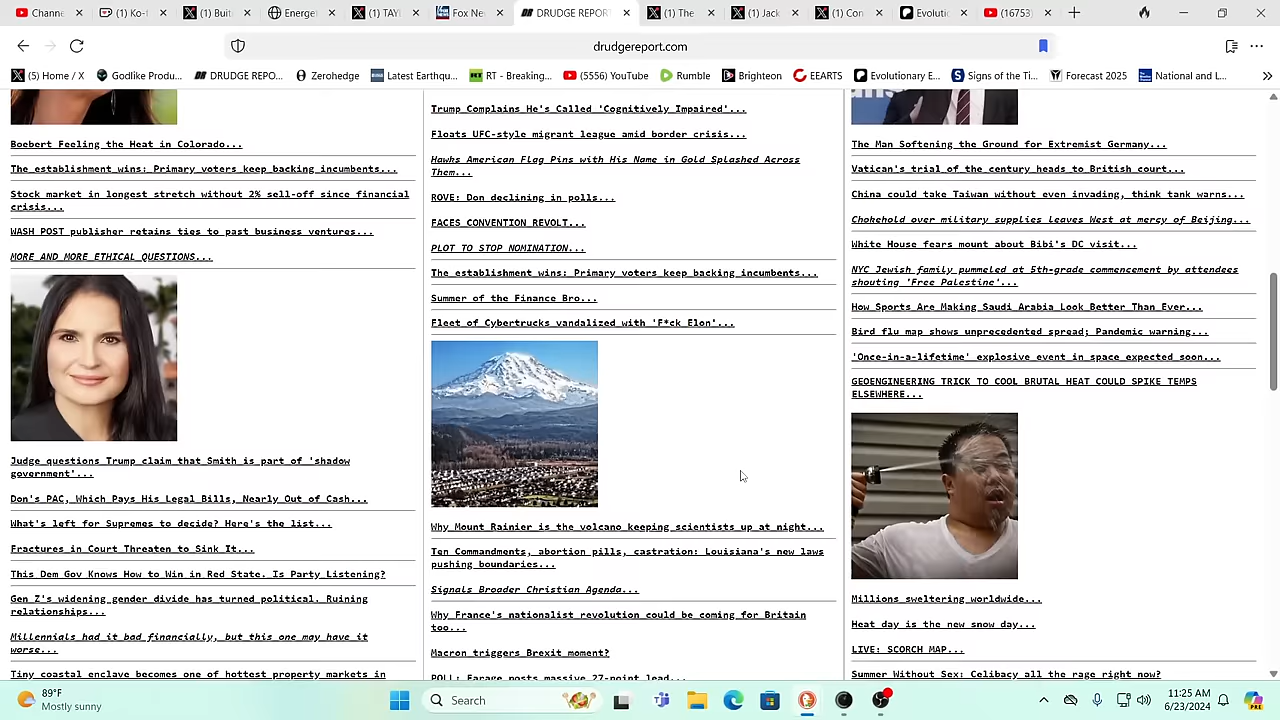 Channe
(1) Ko-f
(1) Buit
Energe
(1) TAYL
Fox Ne
DRUDGE REPOR
(1) The
(1) Jack
(1) Con
Evoluti
(16753)
drudgereport.com
(5) Home / X
Godlike Produ...
DRUDGE REPO...
Zerohedge
Latest Earthqu...
RT - Breaking...
(5556) YouTube
Rumble
Brighteon
EEARTS
Evolutionary E...
Signs of the Ti...
Forecast 2025
National and L...
Boebert Feeling the Heat in Colorado...
The establishment wins: Primary voters keep backing incumbents...
Stock market in longest stretch without 2% sell-off since financial
crisis...
WASH POST publisher retains ties to past business ventures...
MORE AND MORE ETHICAL QUESTIONS...
Judge questions Trump claim that Smith is part of 'shadow
government'...
Don's PAC, Which Pays His Legal Bills, Nearly Out of Cash...
What's left for Supremes to decide? Here's the list...
Fractures in Court Threaten to Sink It...
This Dem Gov Knows How to Win in Red State. Is Party Listening?
Gen Z's widening gender divide has turned political. Ruining
relationships...
Millennials had it bad financially, but this one may have it
worse...
Tiny coastal enclave becomes one of hottest property markets in
Trump Complains He's Called 'Cognitively Impaired'...
Floats UFC-style migrant league amid border crisis...
Hawks American Flag Pins with His Name in Gold Splashed Across
Them...
ROVE: Don declining in polls...
FACES CONVENTION REVOLT...
PLOT TO STOP NOMINATION...
The establishment wins: Primary voters keep backing incumbents...
Summer of the Finance Bro...
Fleet of Cybertrucks vandalized with 'F*ck Elon'...
Why Mount Rainier is the volcano keeping scientists up at night...
Ten Commandments, abortion pills, castration: Louisiana's new laws
pushing boundaries...
Signals Broader Christian Agenda...
Why France's nationalist revolution could be coming for Britain
too...
Macron triggers Brexit moment?
POLL: Farage posts massive 27-point lead...
The Man Softening the Ground for Extremist Germany...
Vatican's trial of the century heads to British court...
China could take Taiwan without even invading, think tank warns...
Chokehold over military supplies leaves West at mercy of Beijing...
White House fears mount about Bibi's DC visit...
NYC Jewish family pummeled at 5th-grade commencement by attendees
shouting 'Free Palestine'...
How Sports Are Making Saudi Arabia Look Better Than Ever...
Bird flu map shows unprecedented spread; Pandemic warning...
'Once-in-a-lifetime' explosive event in space expected soon...
GEOENGINEERING TRICK TO COOL BRUTAL HEAT COULD SPIKE TEMPS
ELSEWHERE...
Millions sweltering worldwide...
Heat day is the new snow day...
LIVE: SCORCH MAP...
Summer Without Sex: Celibacy all the rage right now?
89°F
Mostly sunny
Search
11:25 AM
6/23/2024